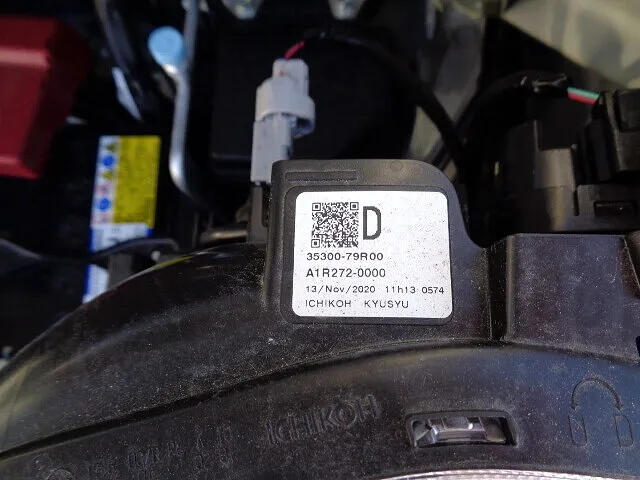 D
35300-79R00
A1R272-0000
13/Nov/2020 11h13 0574
ICHIKOH KYUSYU
ICHIKOH